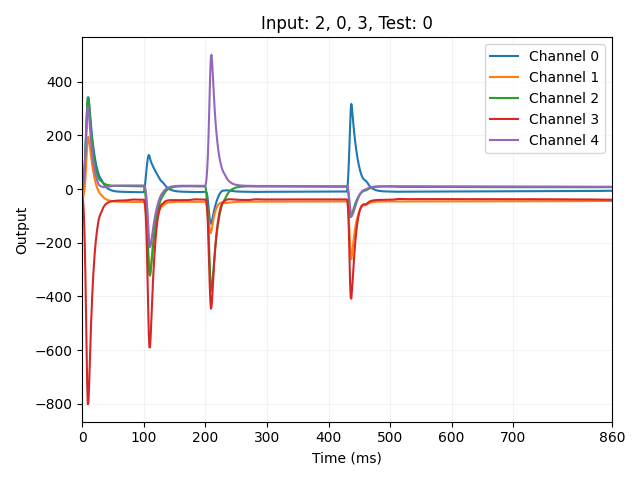 Input: 2, 0, 3, Test: 0
Channel 0
Channel 1
Channel 2
Channel 3
Channel 4
400
200
0
−200
−400
−600
−800
Output
0 100 200 300 400 500 600 700 860
Time (ms)